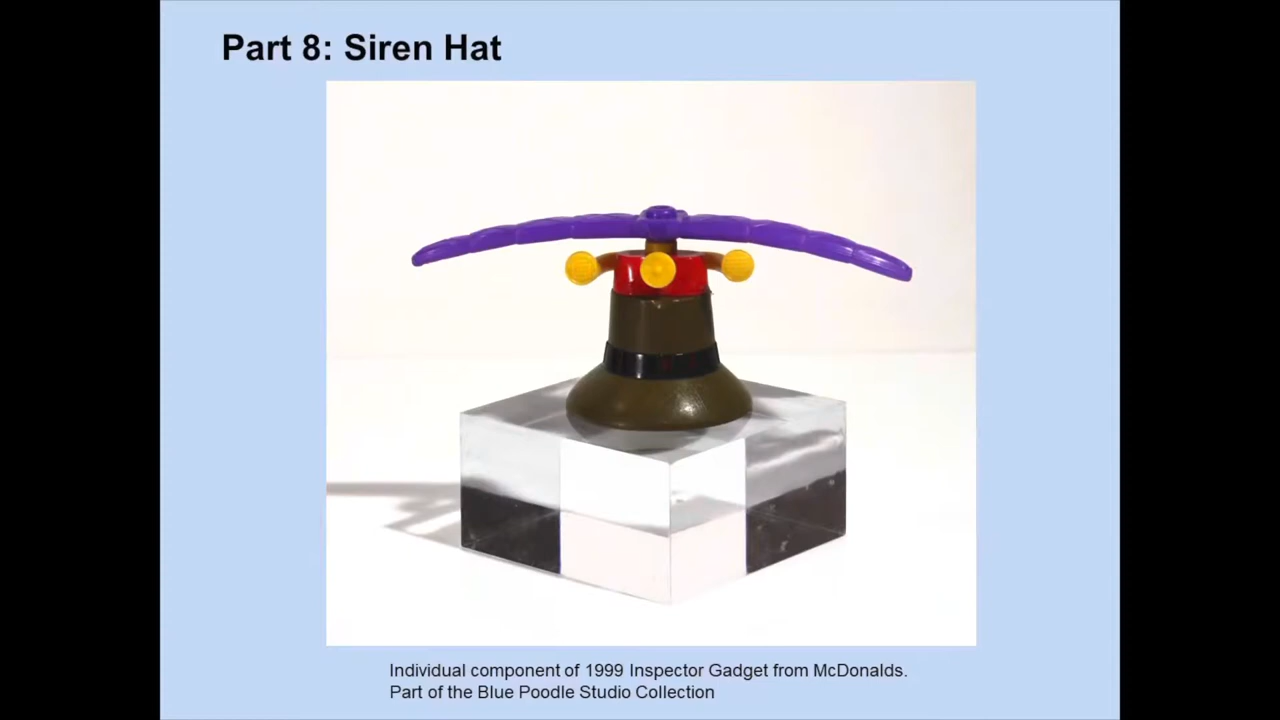 Part 8: Siren Hat
Individual component of 1999 Inspector Gadget from McDonalds.
Part of the Blue Poodle Studio Collection